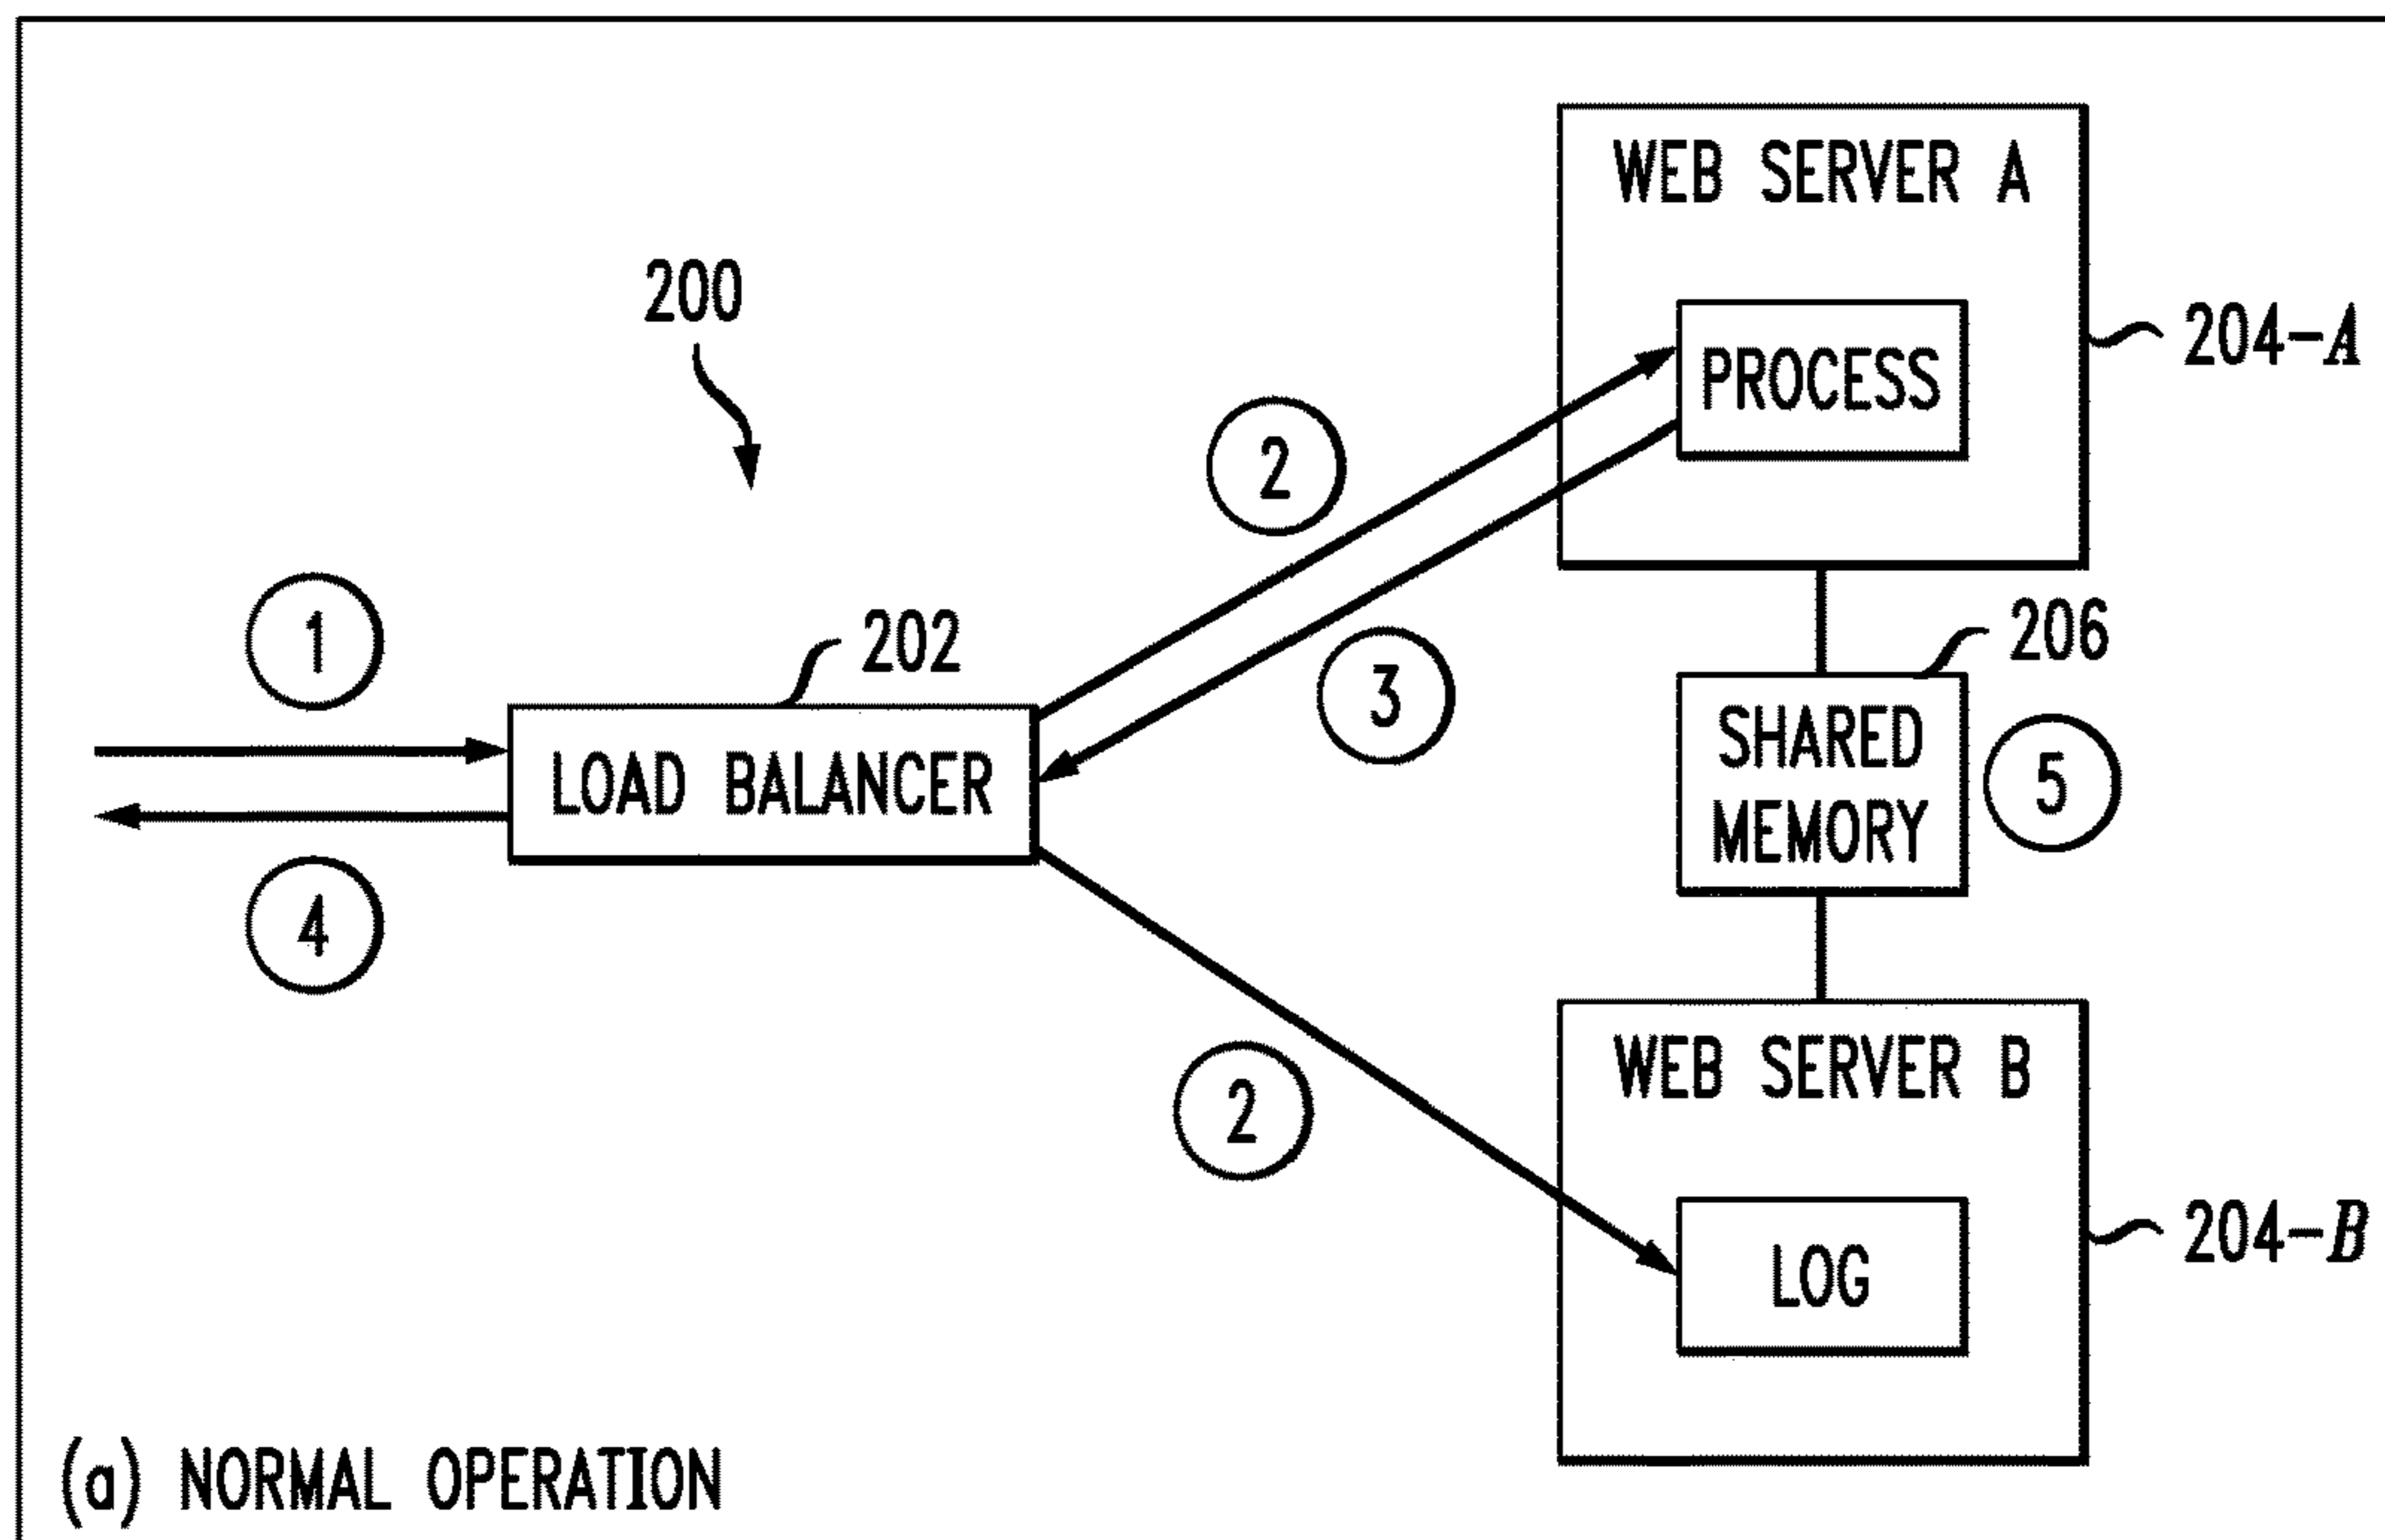 WEB SERVER A
200
PROCESS
204-A
2
1
202
3
206
LOAD BALANCER
SHARED
MEMORY
5
4
WEB SERVER B
2
LOG
204-B
(a) NORMAL OPERATION